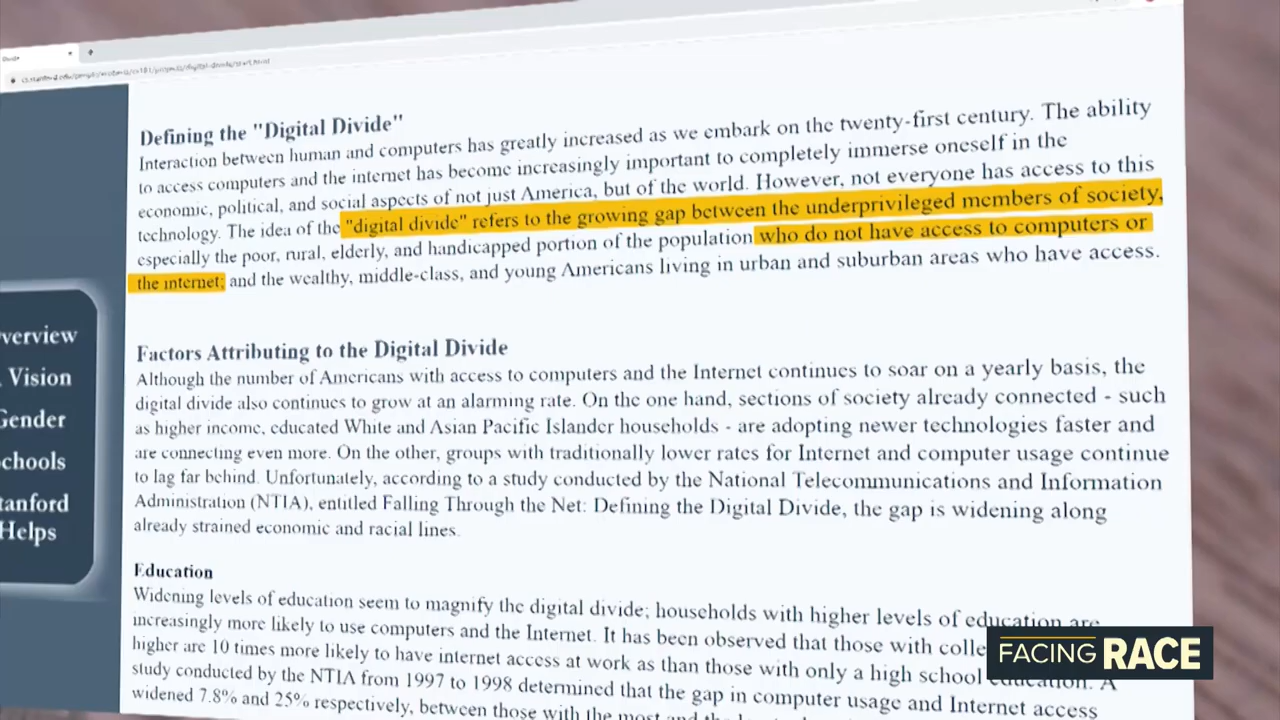 Divide
cs.stanford.edu/people/eroberts/cs181/projects/digital-divide/start.html
Defining the "Digital Divide"
Interaction between human and computers has greatly increased as we embark on the twenty-first century. The ability
to access computers and the internet has become increasingly important to completely immerse oneself in the
economic, political, and social aspects of not just America, but of the world. However, not everyone has access to this
technology. The idea of the "digital divide" refers to the growing gap between the underprivileged members of society,
especially the poor, rural, elderly, and handicapped portion of the population who do not have access to computers or
the internet; and the wealthy, middle-class, and young Americans living in urban and suburban areas who have access.
verview
Vision
Gender
chools
tanford
Helps
Factors Attributing to the Digital Divide
Although the number of Americans with access to computers and the Internet continues to soar on a yearly basis, the
digital divide also continues to grow at an alarming rate. On the one hand, sections of society already connected - such
as higher income, educated White and Asian Pacific Islander households - are adopting newer technologies faster and
are connecting even more. On the other, groups with traditionally lower rates for Internet and computer usage continue
to lag far behind. Unfortunately, according to a study conducted by the National Telecommunications and Information
Administration (NTIA), entitled Falling Through the Net: Defining the Digital Divide, the gap is widening along
already strained economic and racial lines.
Education
Widening levels of education seem to magnify the digital divide; households with higher levels of education are
increasingly more likely to use computers and the Internet. It has been observed that those with colle
higher are 10 times more likely to have internet access at work as than those with only a high school education. A
study conducted by the NTIA from 1997 to 1998 determined that the gap in computer usage and Internet access
widened 7.8% and 25% respectively, between those with the most and the
FACING RACE